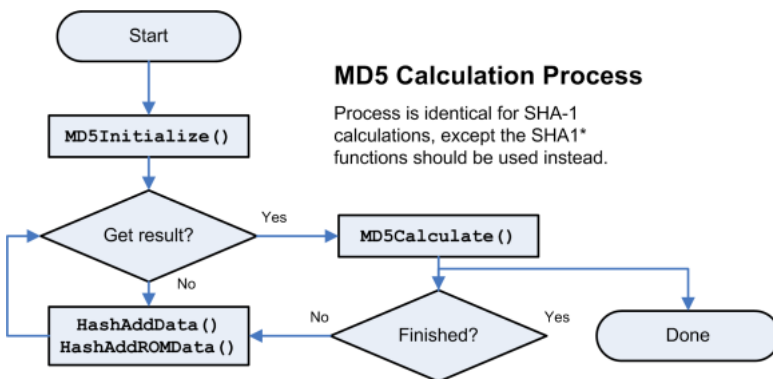 Start
MD5 Calculation Process
Process is identical for SHA-1
calculations, except the SHA1*
functions should be used instead.
MD5Initialize()
Get result?
Yes
MD5Calculate()
No
HashAddData()
HashAddROMData()
No
Finished?
Yes
Done